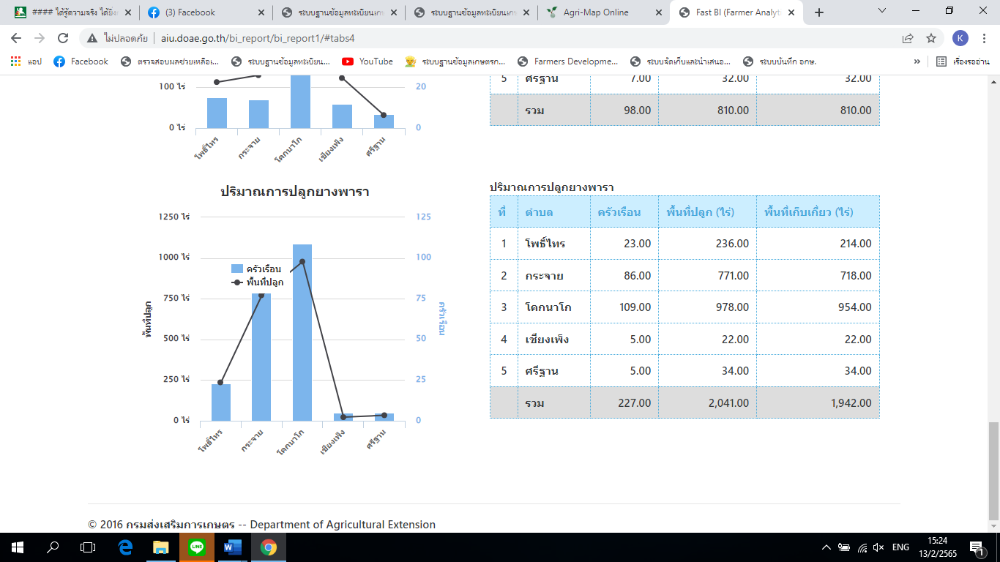 #### ได้รู้ความจริง ได้ยิ่ง
(3) Facebook
ระบบฐานข้อมูลทะเบียนเกษ
ระบบฐานข้อมูลทะเบียนเกษ
Agri-Map Online
Fast BI (Farmer Analyt
ไม่ปลอดภัย | aiu.doae.go.th/bi_report/bi_report1/#tabs4
K
แอป
Facebook
ตรวจสอบผลช่วยเหลือเ...
ระบบฐานข้อมูลทะเบียน...
YouTube
ระบบฐานข้อมูลเกษตรก...
Farmers Developme...
ระบบจัดเก็บและนำเสนอ...
ระบบบันทึก อกษ.
»
เรื่องรออ่าน
100 ไร่
20
0 ไร่
0
โพธิ์ไทร
กระจาย
โคกนาโก
เชียงเพ็ง
ศรีฐาน
5 ศรีฐาน 7.00 32.00 32.00
รวม 98.00 810.00 810.00
ปริมาณการปลูกยางพารา
1250 ไร่
125
1000 ไร่
100
750 ไร่
75
500 ไร่
50
250 ไร่
25
0 ไร่
0
พื้นที่ปลูก
ครัวเรือน
ครัวเรือน
พื้นที่ปลูก
โพธิ์ไทร
กระจาย
โคกนาโก
เชียงเพ็ง
ศรีฐาน
ปริมาณการปลูกยางพารา
ที่ ตำบล ครัวเรือน พื้นที่ปลูก (ไร่) พื้นที่เก็บเกี่ยว (ไร่)
1 โพธิ์ไทร 23.00 236.00 214.00
2 กระจาย 86.00 771.00 718.00
3 โคกนาโก 109.00 978.00 954.00
4 เชียงเพ็ง 5.00 22.00 22.00
5 ศรีฐาน 5.00 34.00 34.00
รวม 227.00 2,041.00 1,942.00
© 2016 กรมส่งเสริมการเกษตร -- Department of Agricultural Extension
LINE
ENG
15:24
13/2/2565
1